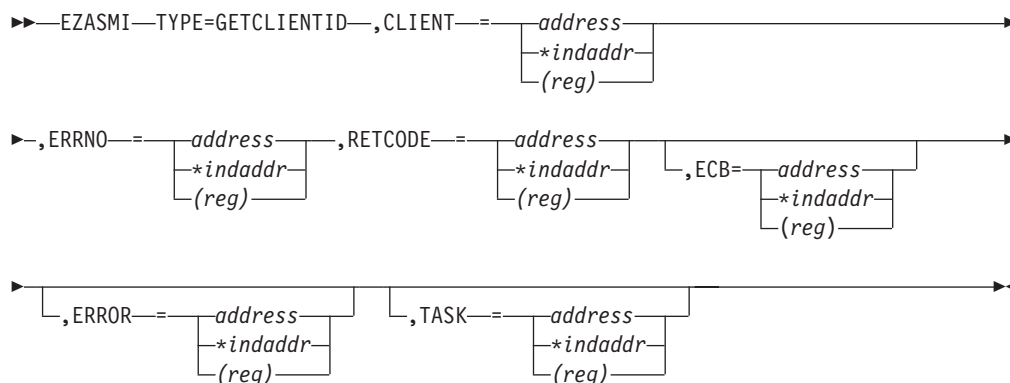 EZASMI TYPE=GETCLIENTID ,CLIENT = address
*indaddr
(reg)
,ERRNO = address ,RETCODE = address
*indaddr *indaddr ,ECB= address
(reg) (reg) *indaddr
(reg)
,ERROR = address ,TASK = address
*indaddr *indaddr
(reg) (reg)